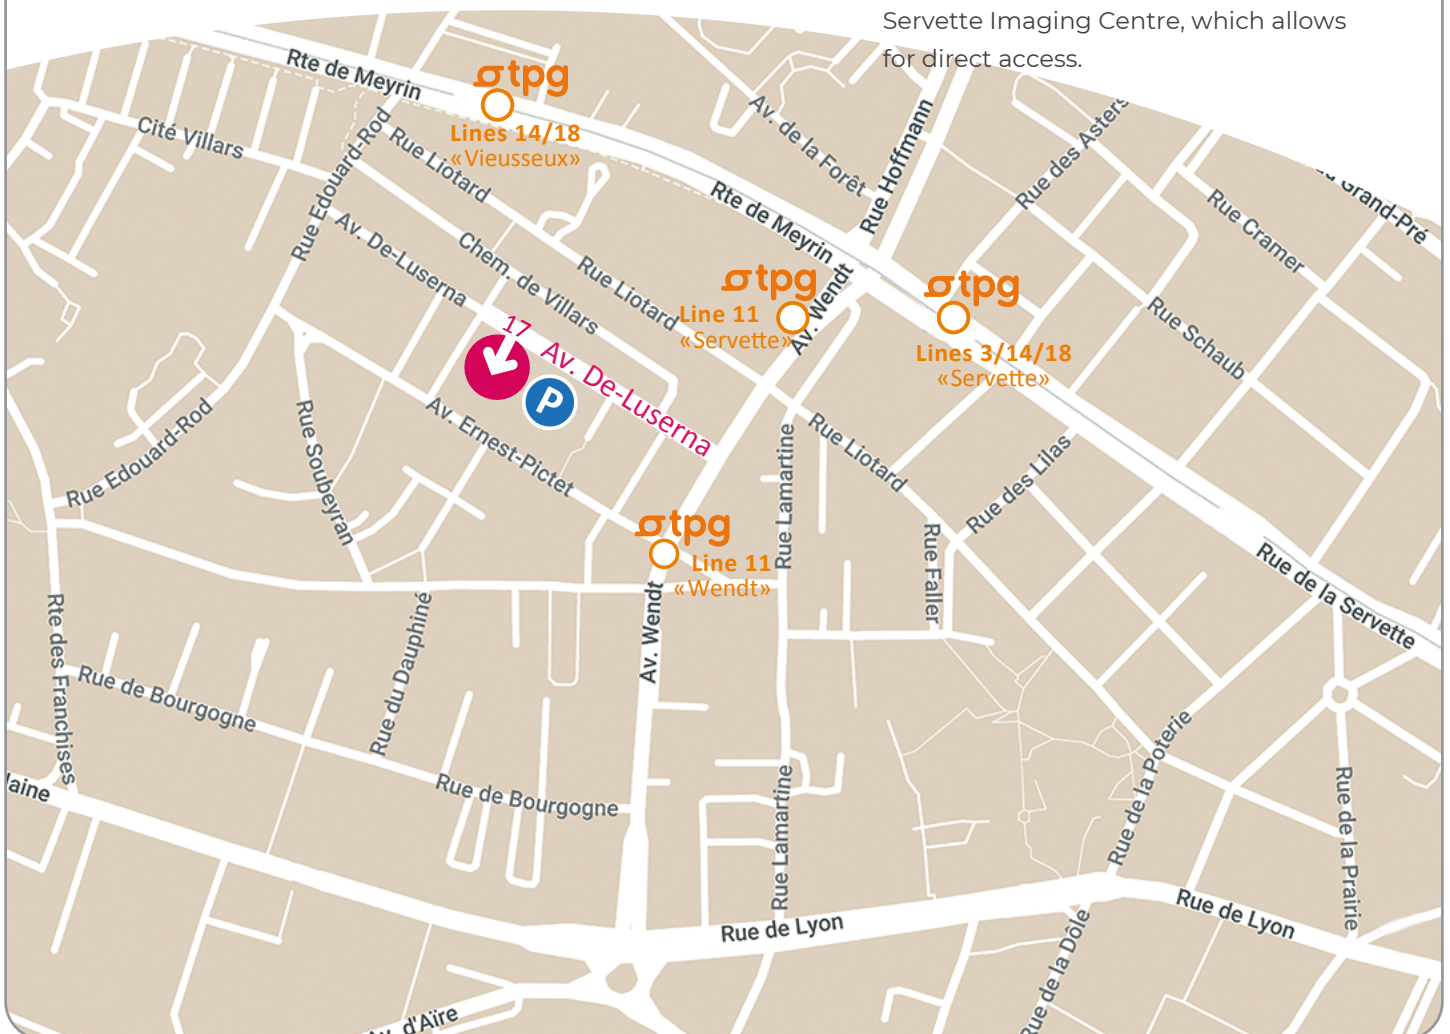 Servette Imaging Centre, which allows
for direct access.
Rte de Meyrin
tpg
Lines 14/18
«Vieusseux»
Cité Villars
Rue Edouard-Rod
Rue Liotard
Av. de la Forêt
Rue Hoffmann
Rue des Asters
Grand-Pré
Rue Cramer
Rte de Meyrin
Av. De-Luserna
Chem. de Villars
Rue Liotard
tpg
Line 11
«Servette»
Av. Wendt
tpg
Lines 3/14/18
«Servette»
Rue Schaub
17 Av. De-Luserna
P
Av. Ernest-Pictet
Rue Edouard-Rod
Rue Soubeyran
Rue Lamartine
Rue Liotard
Rue des Lilas
Rue Faller
tpg
Line 11
«Wendt»
Av. Wendt
Rue de la Servette
Rte des Franchises
Rue du Dauphiné
Rue de Bourgogne
Rue de Bourgogne
laine
Rue Lamartine
Rue de la Poterie
Rue de la Prairie
Rue de Lyon
Rue de Lyon
Rue de la Dôle
Av. d'Aïre